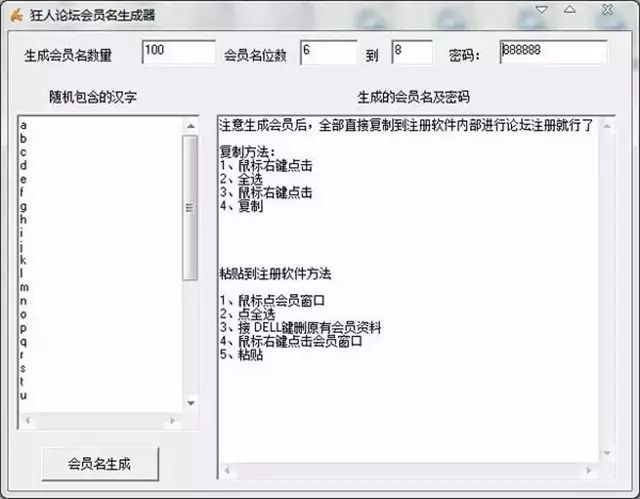 狂人论坛会员名生成器
生成会员名数量 100 会员名位数 6 到 8 密码： 888888
随机包含的汉字 生成的会员名及密码
a
b
c
d
e
f
g
h
i
j
k
l
m
n
o
p
q
r
s
t
u
注意生成会员后，全部直接复制到注册软件内部进行论坛注册就行了
复制方法：
1、鼠标右键点击
2、全选
3、鼠标右键点击
4、复制
粘贴到注册软件方法
1、鼠标点会员窗口
2、点全选
3、按 DELL键删原有会员资料
4、鼠标右键点击会员窗口
5、粘贴
会员名生成